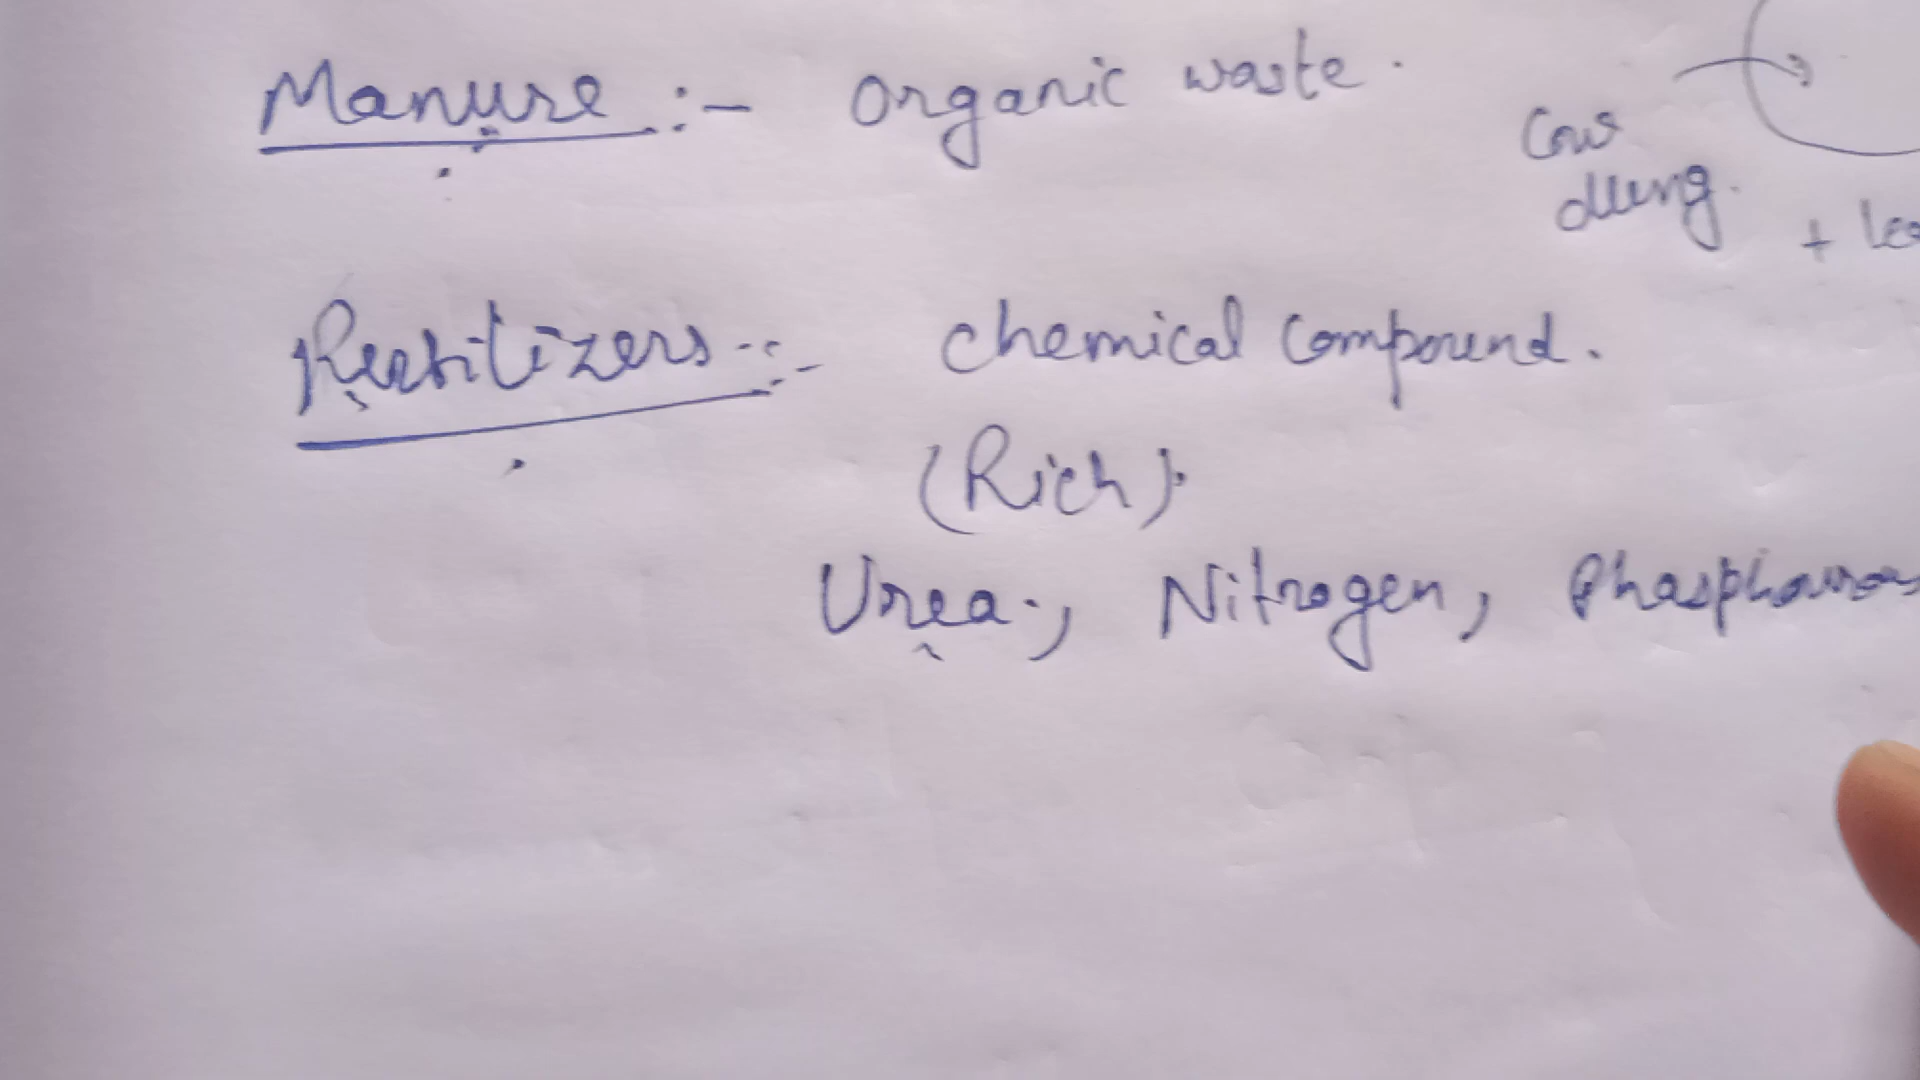 Manure :- Organic waste.
Cow
dung.
+
Fertilizers :- Chemical Compound.
(Rich).
Urea, Nitrogen,